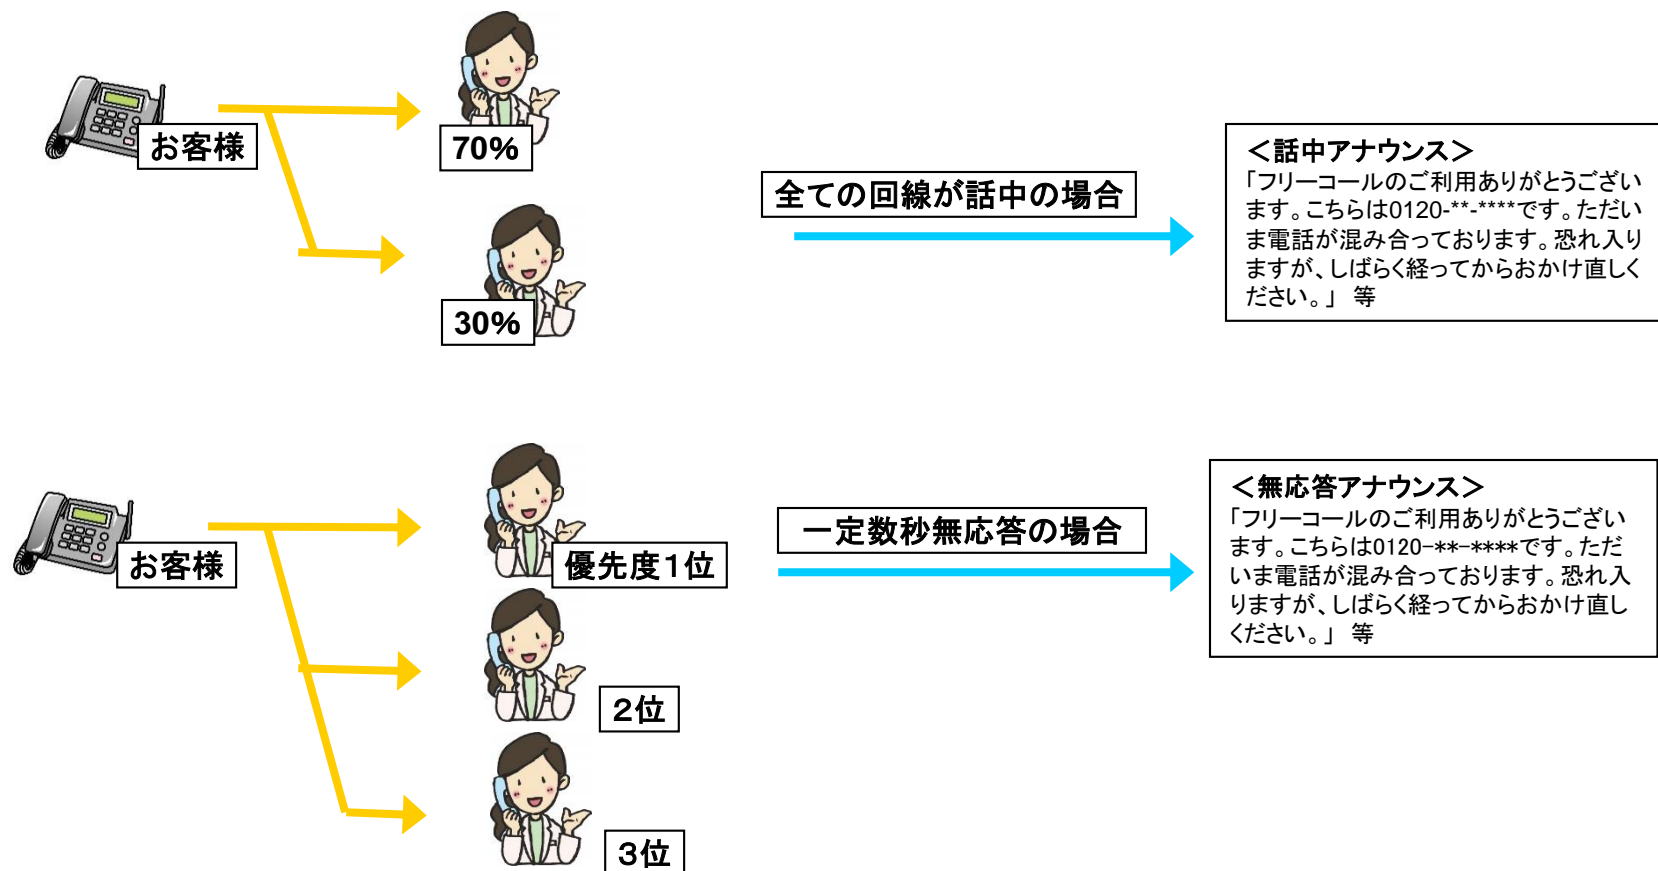 お客様
70%
30%
全ての回線が話中の場合
＜話中アナウンス＞
「フリーコールのご利用ありがとうござい
ます。こちらは0120-**-****です。ただい
ま電話が混み合っております。恐れ入り
ますが、しばらく経ってからおかけ直しく
ださい。」 等
お客様
優先度１位
２位
３位
一定数秒無応答の場合
＜無応答アナウンス＞
「フリーコールのご利用ありがとうござい
ます。こちらは0120-**-****です。ただ
いま電話が混み合っております。恐れ入
りますが、しばらく経ってからおかけ直し
ください。」 等